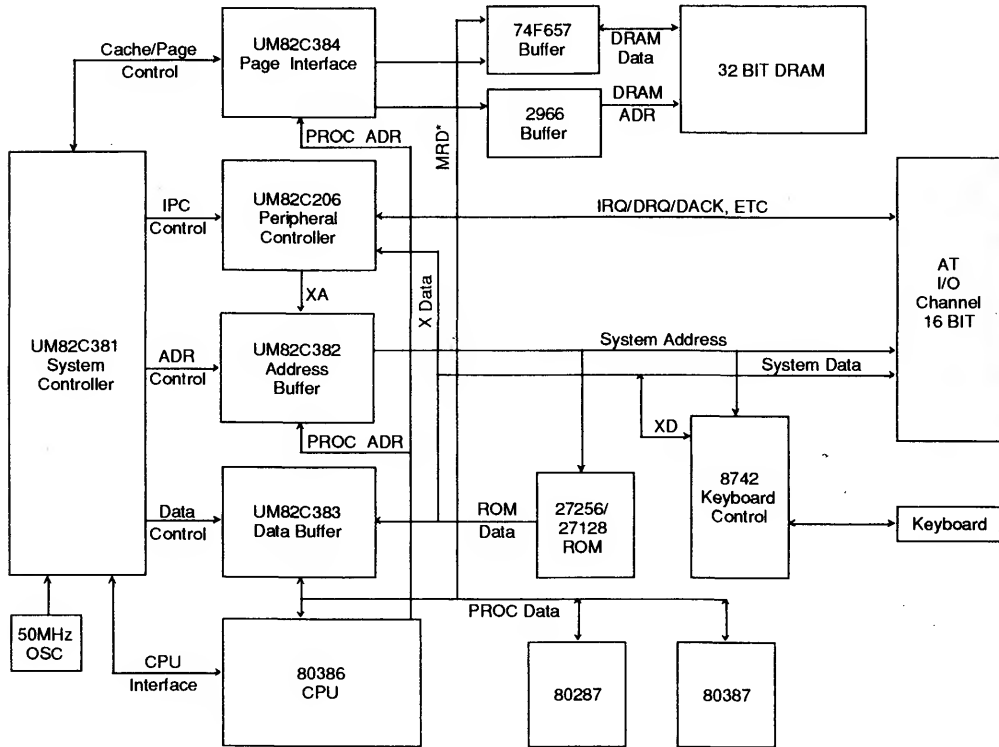 UM82C384
Page Interface
Cache/Page
Control
74F657
Buffer
DRAM
Data
32 BIT DRAM
2966
Buffer
DRAM
ADR
PROC ADR
MRD*
UM82C381
System
Controller
IPC
Control
UM82C206
Peripheral
Controller
IRQ/DRQ/DACK, ETC
AT
I/O
Channel
16 BIT
XA
X Data
ADR
Control
UM82C382
Address
Buffer
System Address
System Data
PROC ADR
XD
8742
Keyboard
Control
Data
Control
UM82C383
Data Buffer
ROM
Data
27256/
27128
ROM
Keyboard
PROC Data
50MHz
OSC
CPU
Interface
80386
CPU
80287
80387